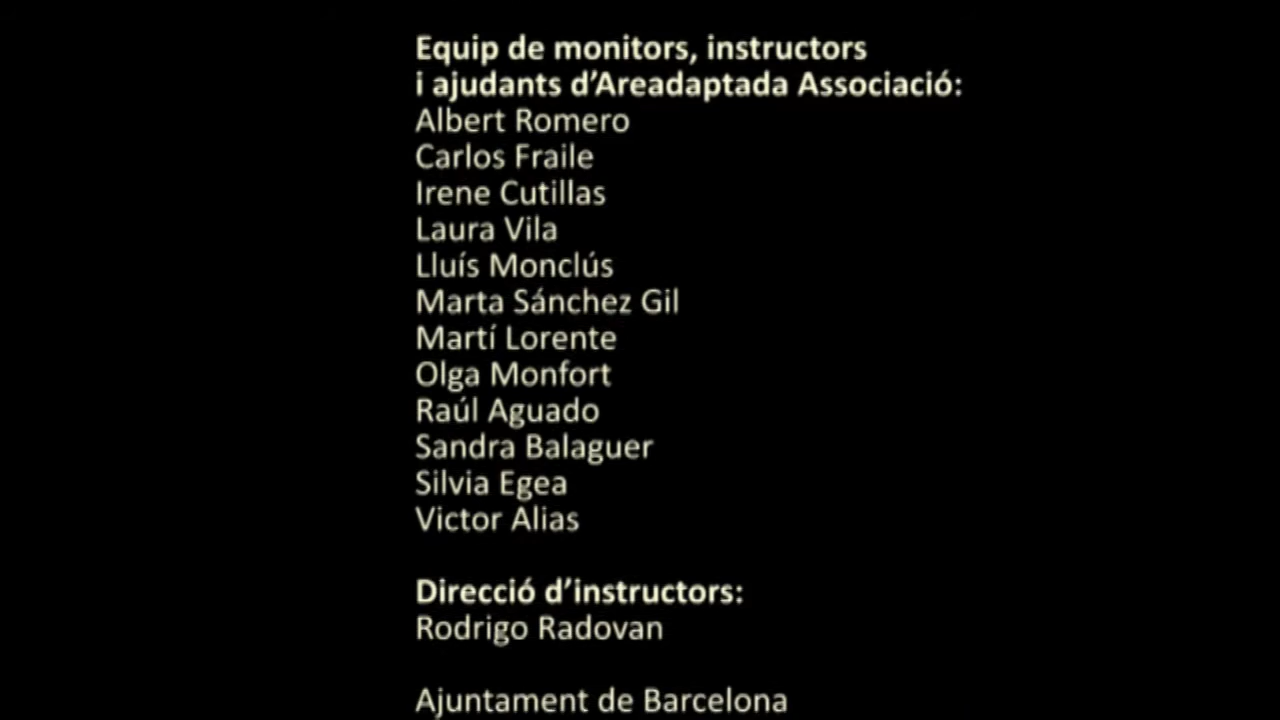 Equip de monitors, instructors
i ajudants d’Areadaptada Associació:
Albert Romero
Carlos Fraile
Irene Cutillas
Laura Vila
Lluís Monclús
Marta Sánchez Gil
Martí Lorente
Olga Monfort
Raúl Aguado
Sandra Balaguer
Silvia Egea
Victor Alias
Direcció d’instructors:
Rodrigo Radovan
Ajuntament de Barcelona